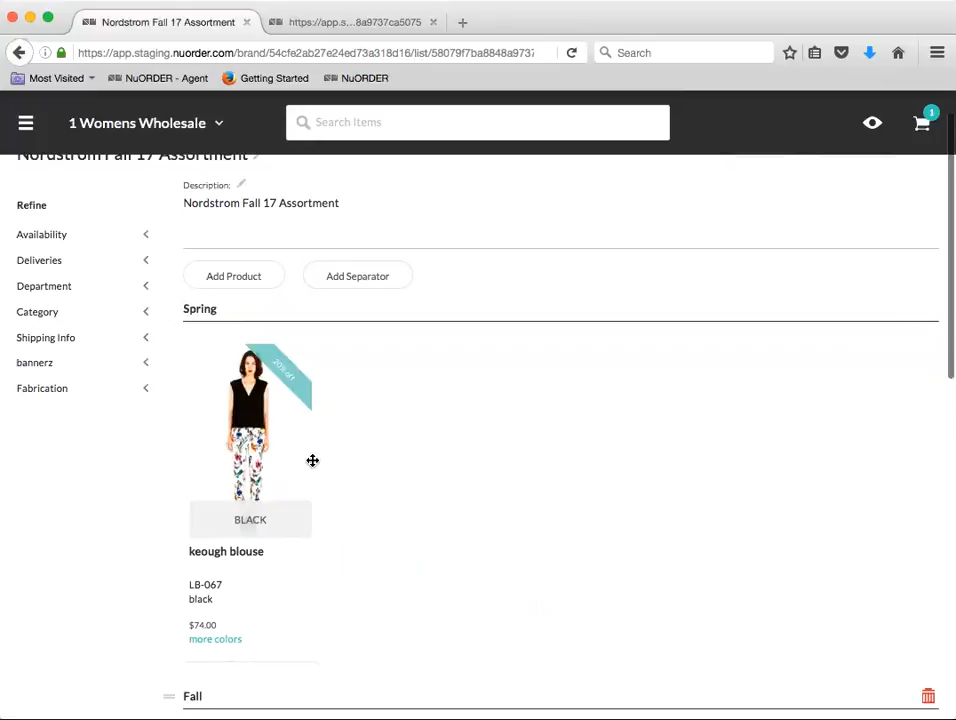 Nordstrom Fall 17 Assortment
https://app.s...8a9737ca5075
https://app.staging.nuorder.com/brand/54cfe2ab27e24ed73a318d16/list/58079f7ba8848a9737
Search
Most Visited
NuORDER - Agent
Getting Started
NuORDER
1 Womens Wholesale
Search Items
1
Nordstrom Fall 17 Assortment
Description:
Nordstrom Fall 17 Assortment
Refine
Availability
Deliveries
Department
Category
Shipping Info
bannerz
Fabrication
Add Product
Add Separator
Spring
20% off
BLACK
keough blouse
LB-067
black
$74.00
more colors
Fall